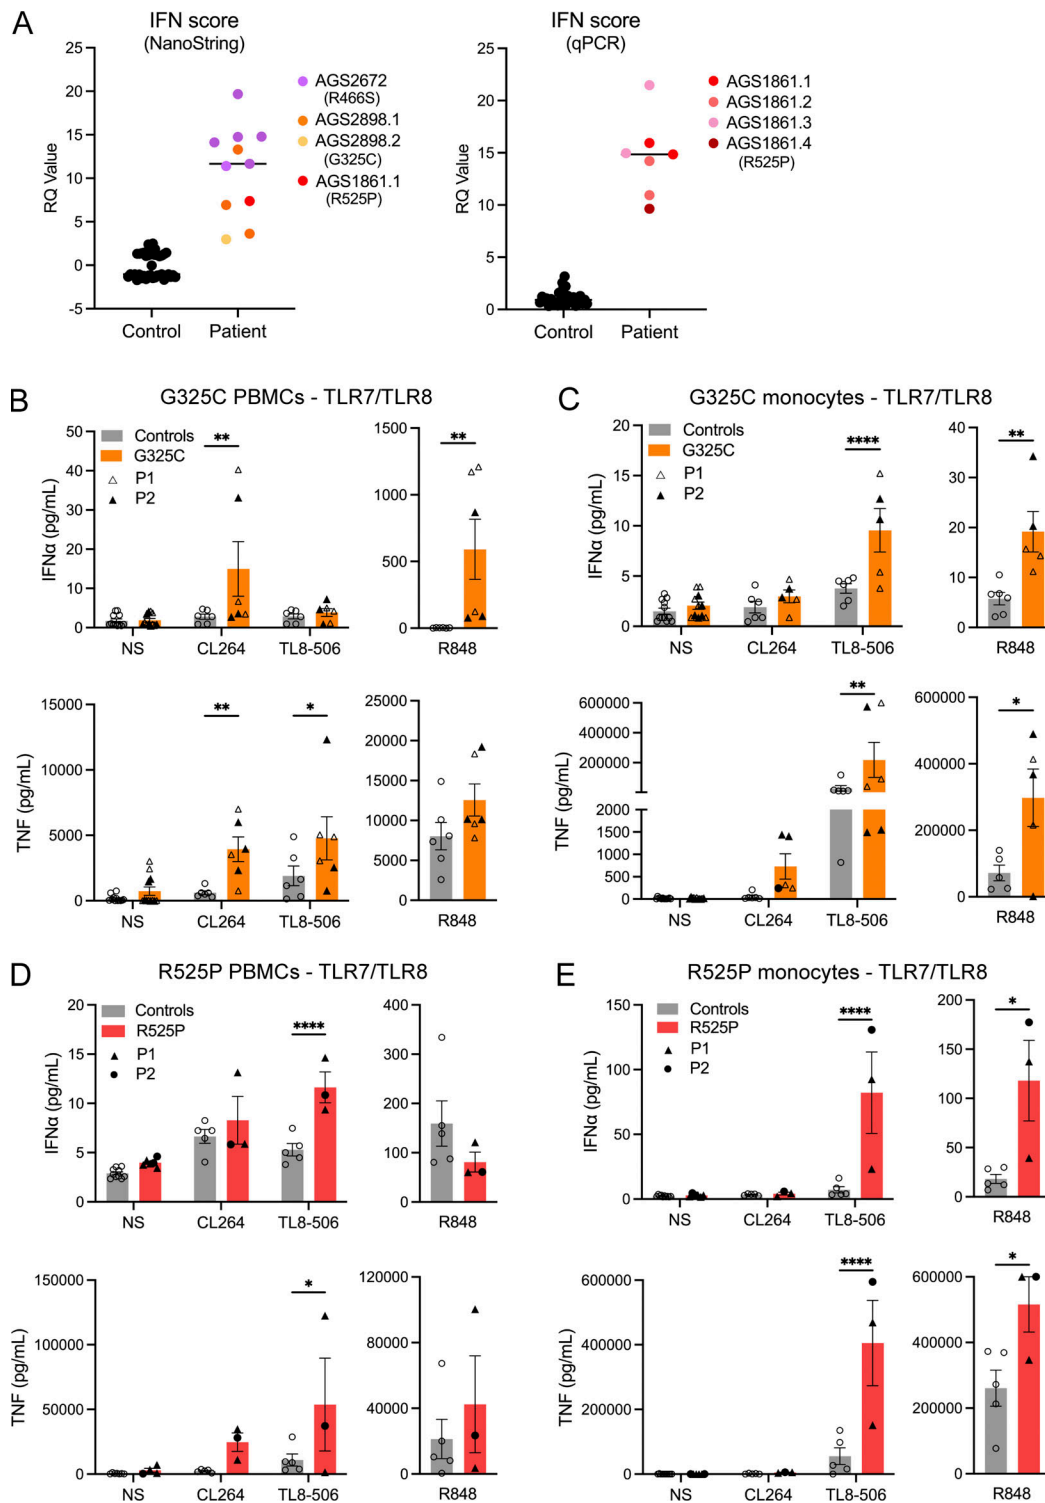 A
IFN score
(NanoString)
RQ Value
25
20
15
10
5
0
-5
Control
Patient
AGS2672
(R466S)
AGS2898.1
AGS2898.2
(G325C)
AGS1861.1
(R525P)
IFN score
(qPCR)
RQ Value
25
20
15
10
5
0
Control
Patient
AGS1861.1
AGS1861.2
AGS1861.3
AGS1861.4
(R525P)
B
G325C PBMCs - TLR7/TLR8
IFNα (pg/mL)
50
40
30
20
10
0
Controls
G325C
P1
P2
**
NS
CL264
TL8-506
1500
1000
500
0
**
R848
TNF (pg/mL)
15000
10000
5000
0
**
*
NS
CL264
TL8-506
25000
20000
15000
10000
5000
0
R848
C
G325C monocytes - TLR7/TLR8
IFNα (pg/mL)
20
15
10
5
0
Controls
G325C
P1
P2
****
NS
CL264
TL8-506
40
30
20
10
0
**
R848
TNF (pg/mL)
600000
400000
200000
2000
1500
1000
500
0
**
NS
CL264
TL8-506
600000
400000
200000
0
*
R848
D
R525P PBMCs - TLR7/TLR8
IFNα (pg/mL)
20
15
10
5
0
Controls
R525P
P1
P2
****
NS
CL264
TL8-506
400
300
200
100
0
R848
TNF (pg/mL)
150000
100000
50000
0
*
NS
CL264
TL8-506
120000
80000
40000
0
R848
E
R525P monocytes - TLR7/TLR8
IFNα (pg/mL)
150
100
50
0
Controls
R525P
P1
P2
****
NS
CL264
TL8-506
200
150
100
50
0
*
R848
TNF (pg/mL)
600000
400000
200000
0
****
NS
CL264
TL8-506
600000
400000
200000
0
*
R848